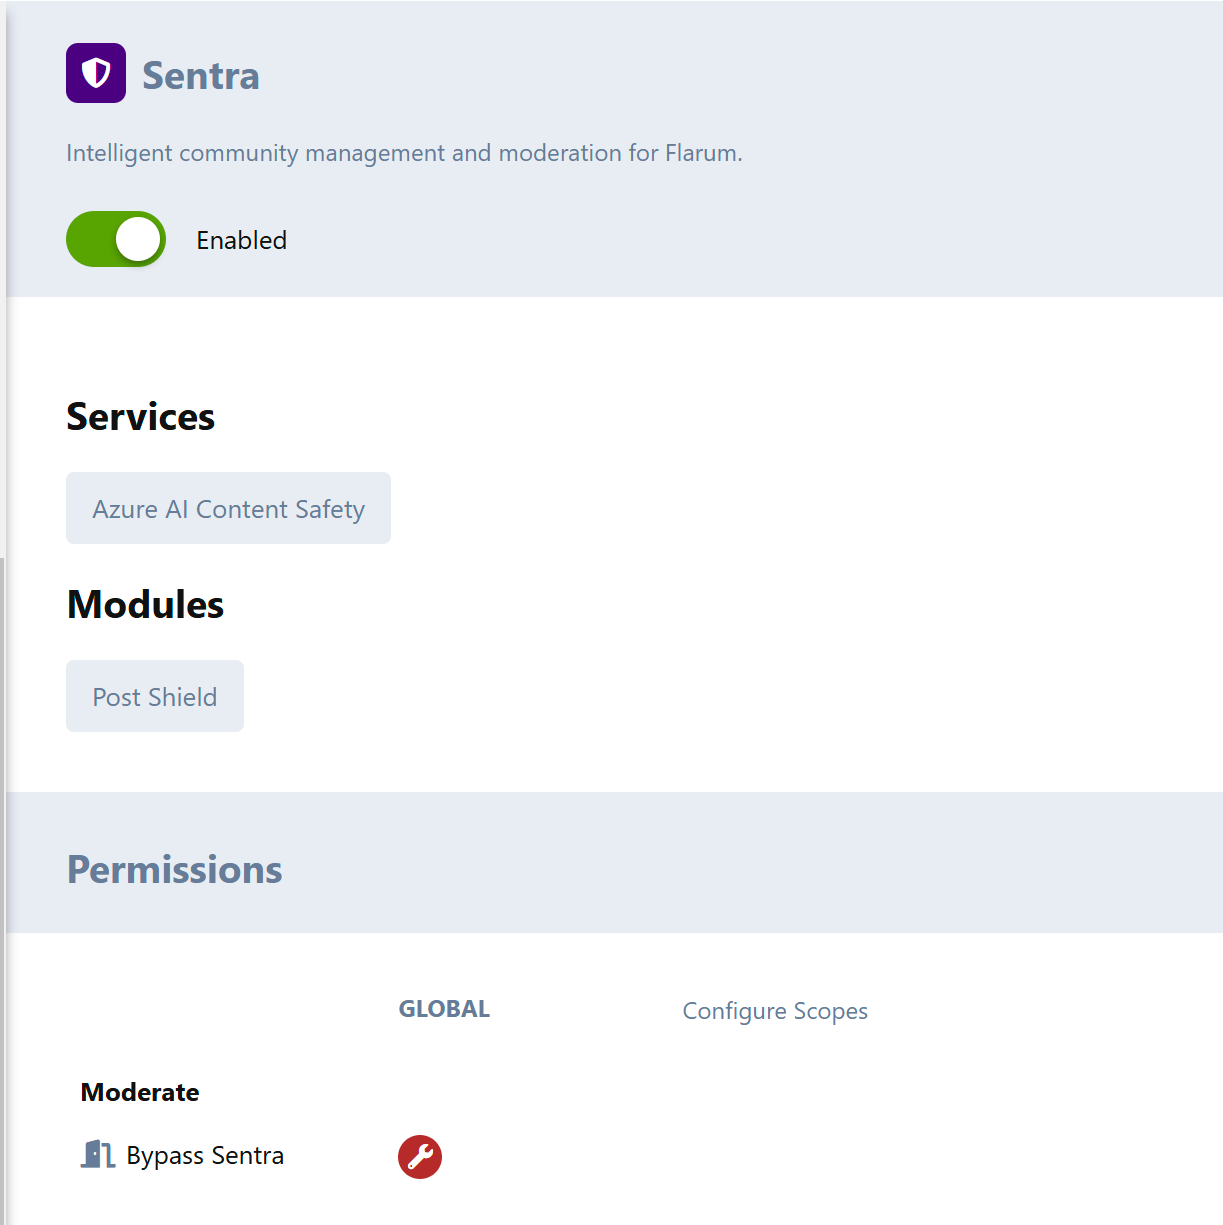 Sentra
Intelligent community management and moderation for Flarum.
Enabled
Services
Azure AI Content Safety
Modules
Post Shield
Permissions
GLOBAL Configure Scopes
Moderate
Bypass Sentra